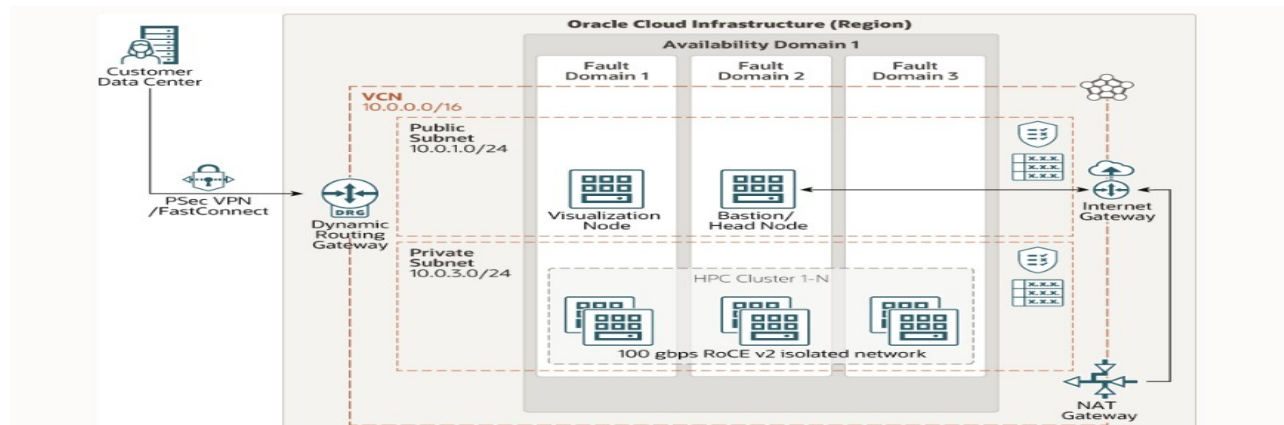 Oracle Cloud Infrastructure (Region)
Availability Domain 1
Customer
Data Center
Fault
Domain 1
Fault
Domain 2
Fault
Domain 3
VCN
10.0.0.0/16
Public
Subnet
10.0.1.0/24
X.X.X.
X.X.X.
PSec VPN
/FastConnect
DRG
Dynamic
Routing
Gateway
Visualization
Node
Bastion/
Head Node
Internet
Gateway
Private
Subnet
10.0.3.0/24
HPC Cluster 1-N
X.X.X.
X.X.X.
100 gbps RoCE v2 isolated network
NAT
Gateway